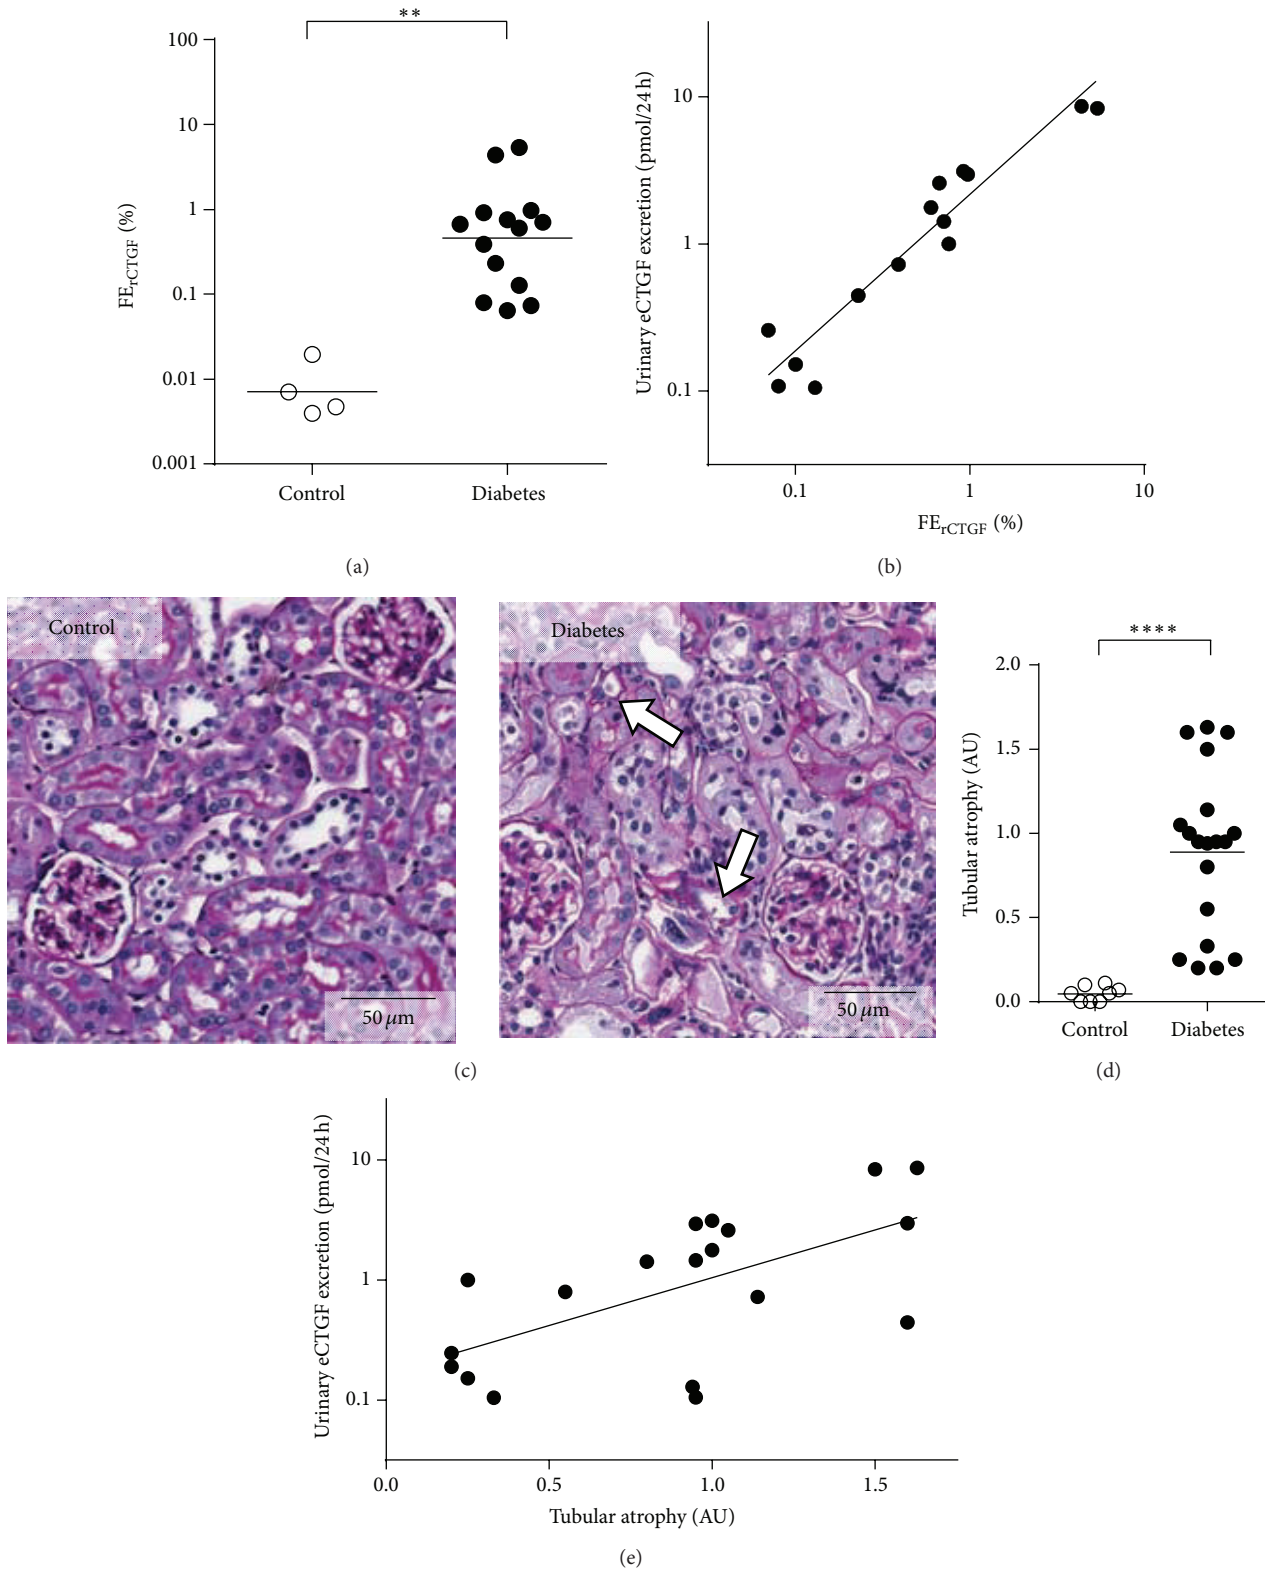 **
100
10
1
0.1
0.01
0.001
FErCTGF (%)
Control
Diabetes
(a)
Urinary eCTGF excretion (pmol/24 h)
10
1
0.1
0.1
1
10
FErCTGF (%)
(b)
Control
50 μm
Diabetes
50 μm
(c)
****
2.0
1.5
1.0
0.5
0.0
Tubular atrophy (AU)
Control
Diabetes
(d)
Urinary eCTGF excretion (pmol/24 h)
10
1
0.1
0.0
0.5
1.0
1.5
Tubular atrophy (AU)
(e)